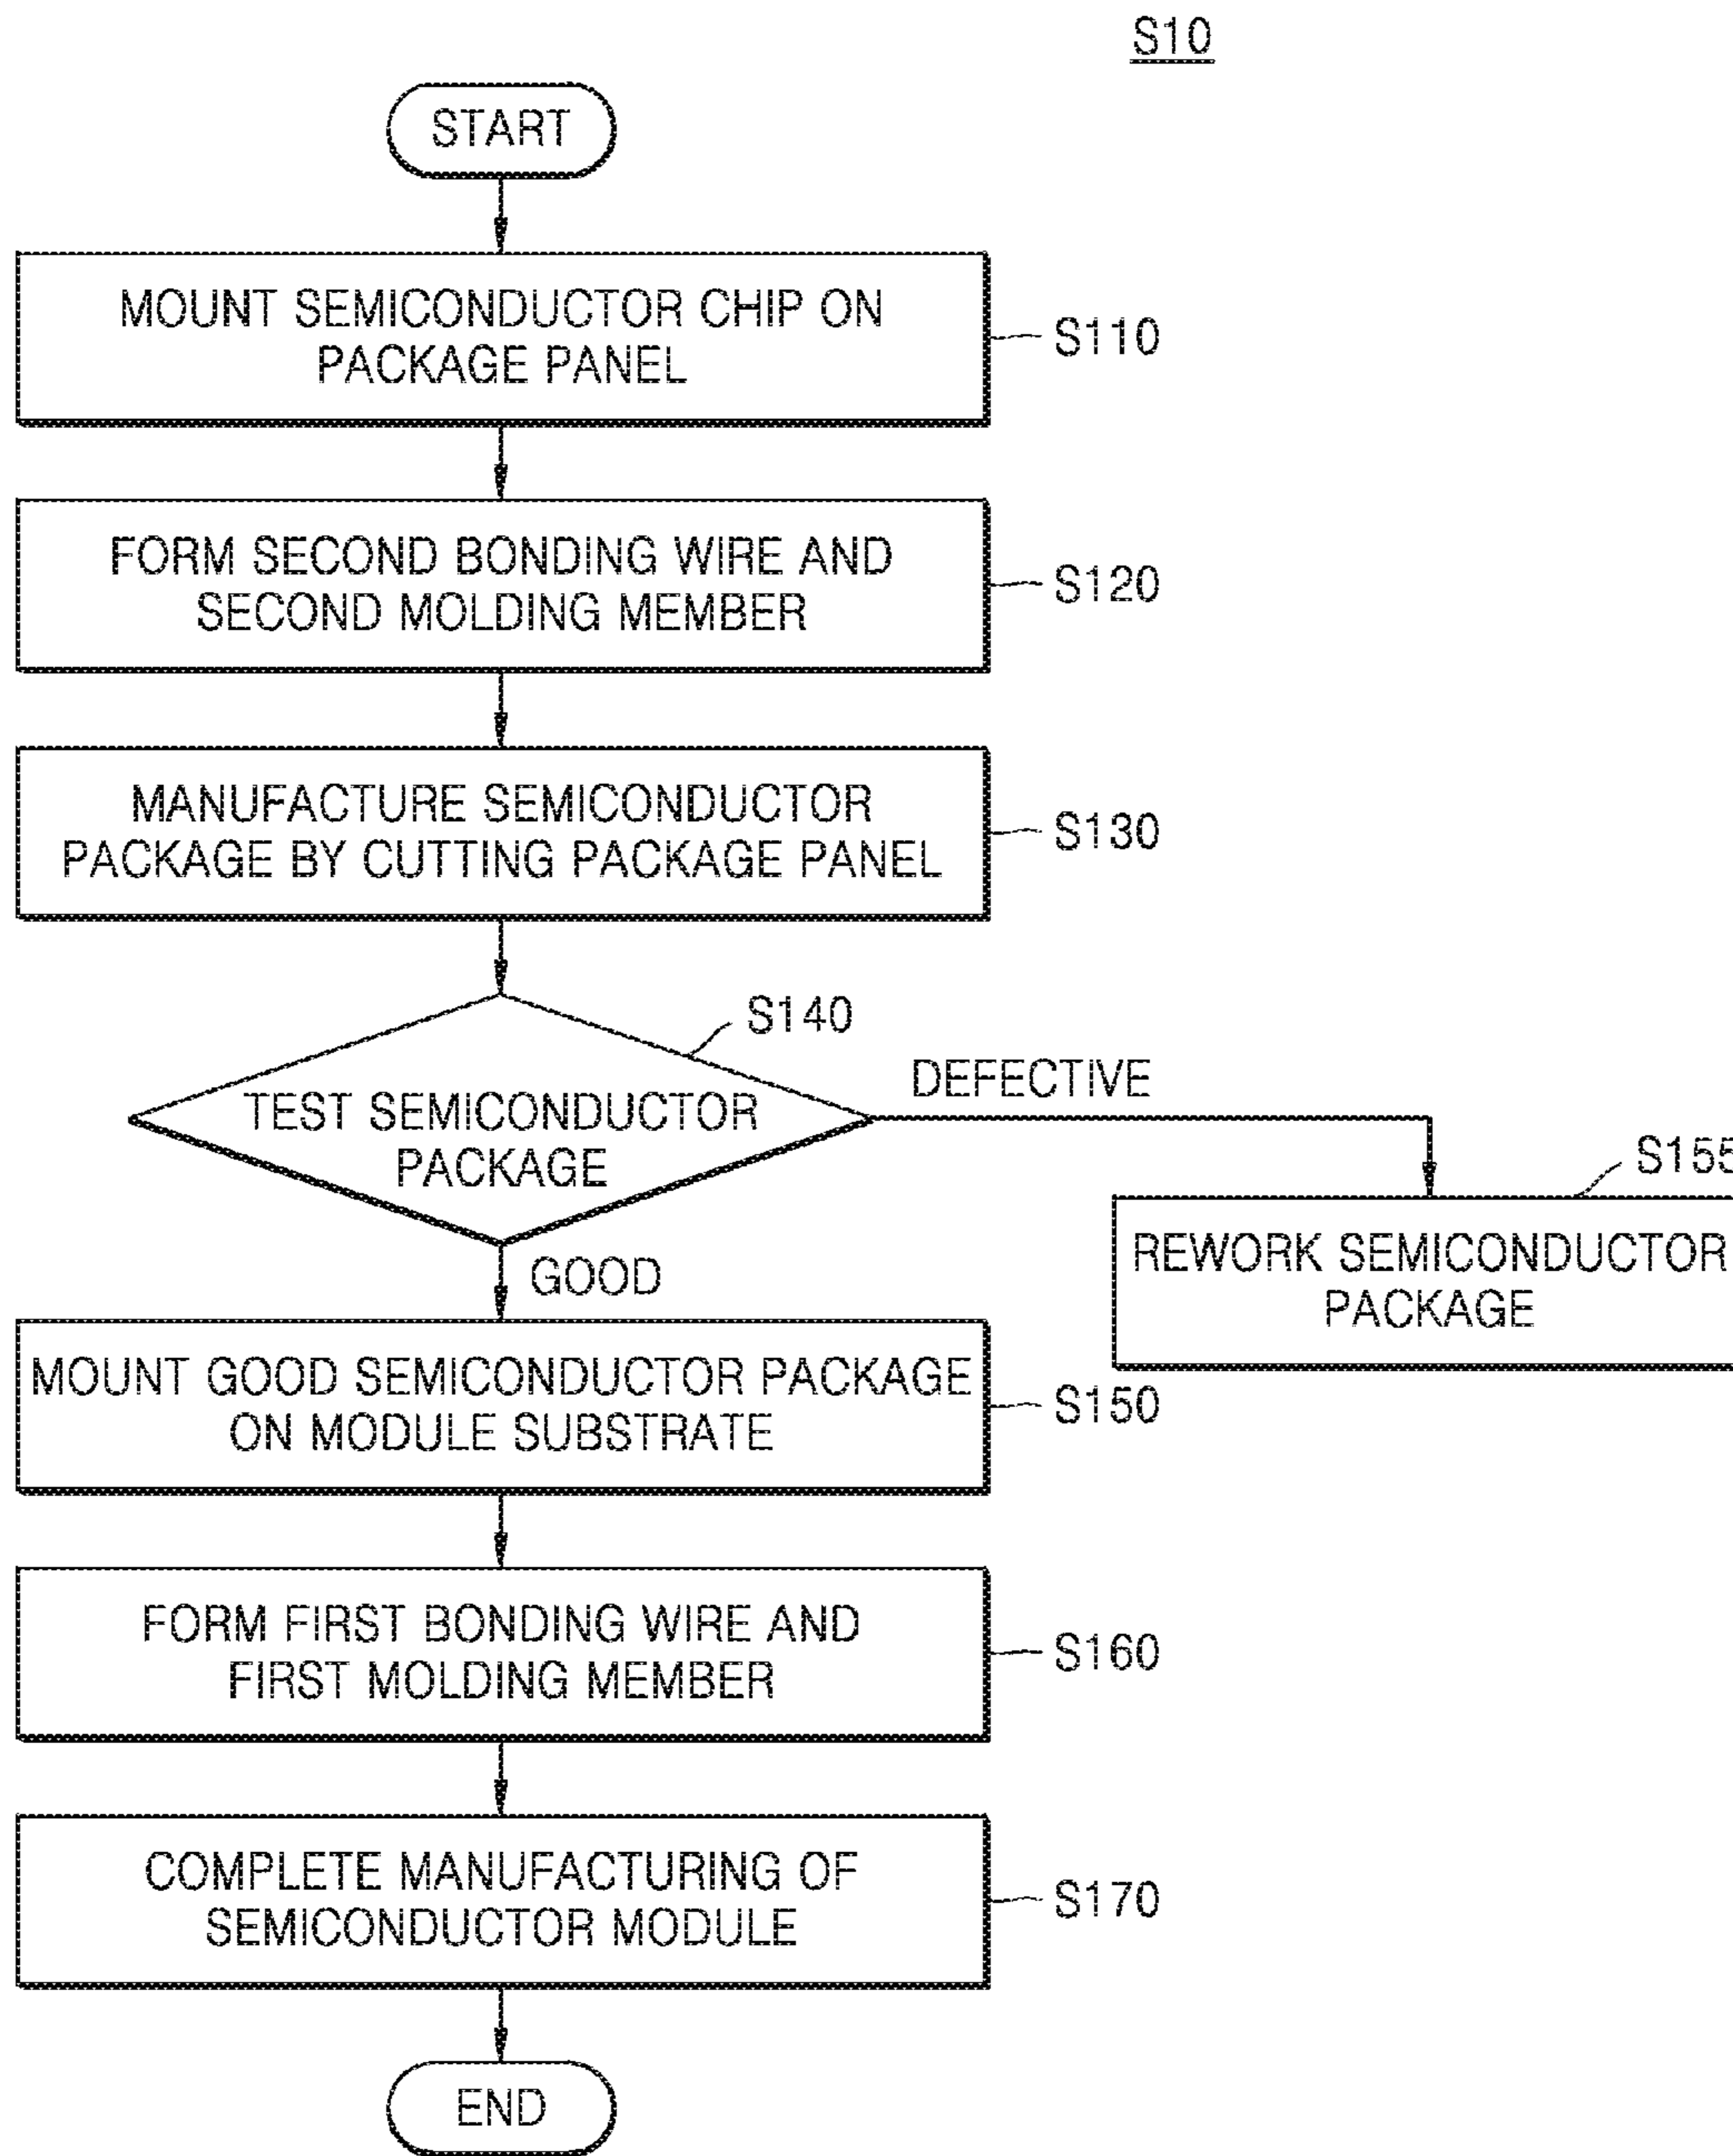 S10
START
MOUNT SEMICONDUCTOR CHIP ON
PACKAGE PANEL
S110
FORM SECOND BONDING WIRE AND
SECOND MOLDING MEMBER
S120
MANUFACTURE SEMICONDUCTOR
PACKAGE BY CUTTING PACKAGE PANEL
S130
S140
TEST SEMICONDUCTOR
PACKAGE
DEFECTIVE
S155
REWORK SEMICONDUCTOR
PACKAGE
GOOD
MOUNT GOOD SEMICONDUCTOR PACKAGE
ON MODULE SUBSTRATE
S150
FORM FIRST BONDING WIRE AND
FIRST MOLDING MEMBER
S160
COMPLETE MANUFACTURING OF
SEMICONDUCTOR MODULE
S170
END